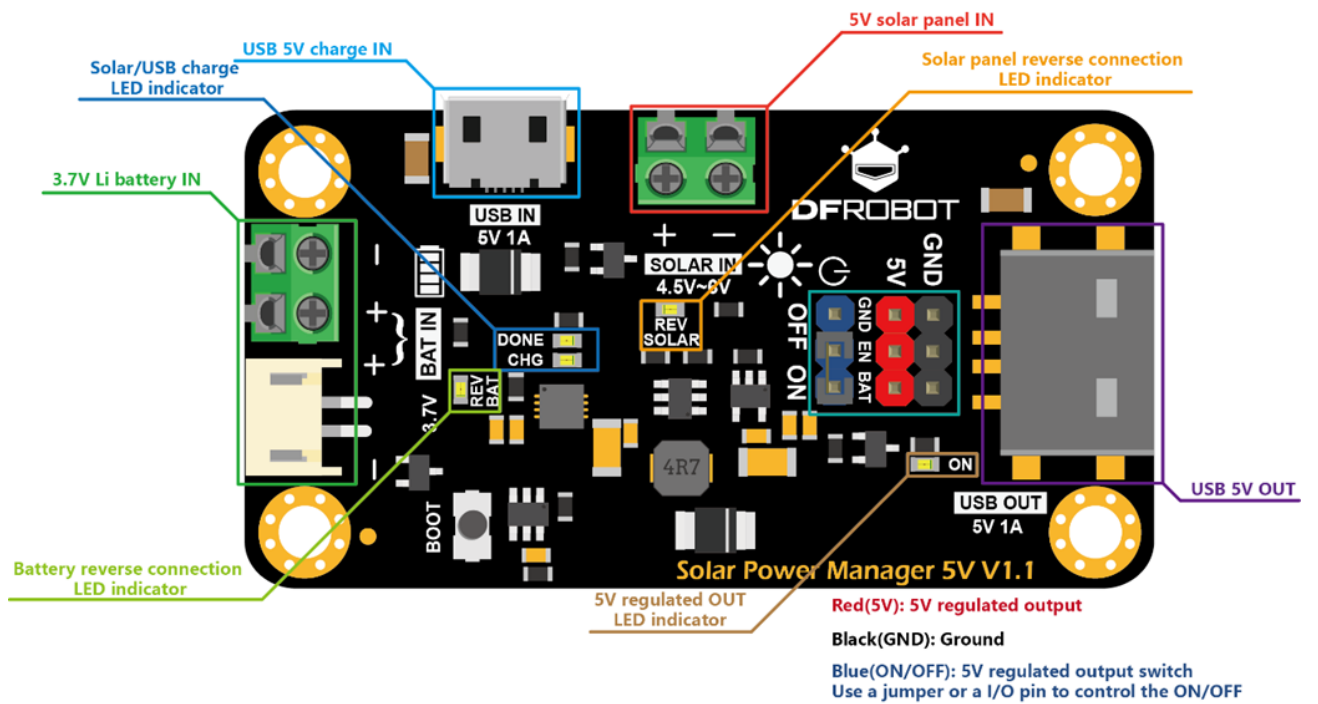 5V solar panel IN
USB 5V charge IN
Solar panel reverse connection
LED indicator
Solar/USB charge
LED indicator
3.7V Li battery IN
DFROBOT
USB IN
5V 1A
+ −
SOLAR IN
4.5V~6V
GND
5V
−
+
+
−
BAT IN
3.7V
REV
SOLAR
DONE
CHG
REV
BAT
OFF ON
GND EN BAT
ON
USB 5V OUT
USB OUT
5V 1A
BOOT
4R7
Solar Power Manager 5V V1.1
Battery reverse connection
LED indicator
5V regulated OUT
LED indicator
Red(5V): 5V regulated output
Black(GND): Ground
Blue(ON/OFF): 5V regulated output switch
Use a jumper or a I/O pin to control the ON/OFF